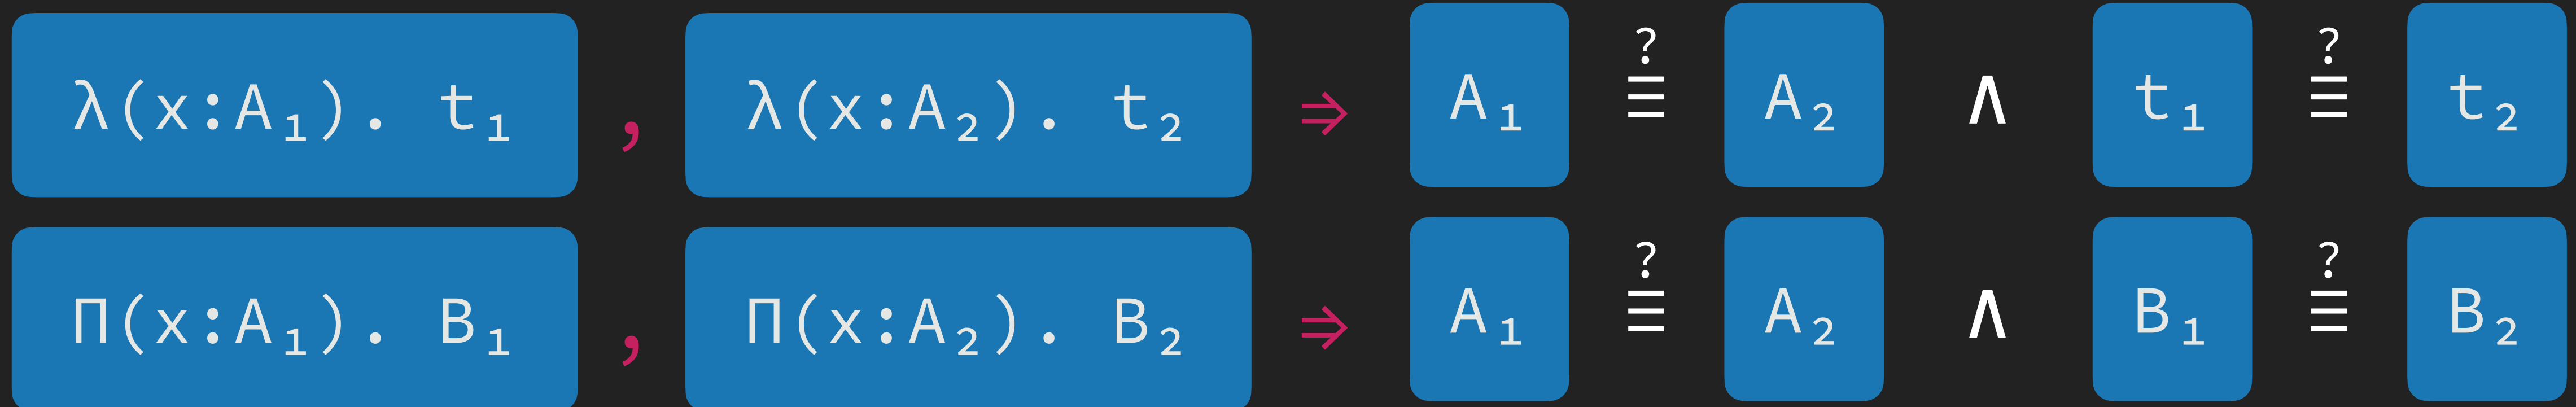 λ(x:A₁). t₁ , λ(x:A₂). t₂ ⇒ A₁ ≟ A₂ ∧ t₁ ≟ t₂
Π(x:A₁). B₁ , Π(x:A₂). B₂ ⇒ A₁ ≟ A₂ ∧ B₁ ≟ B₂